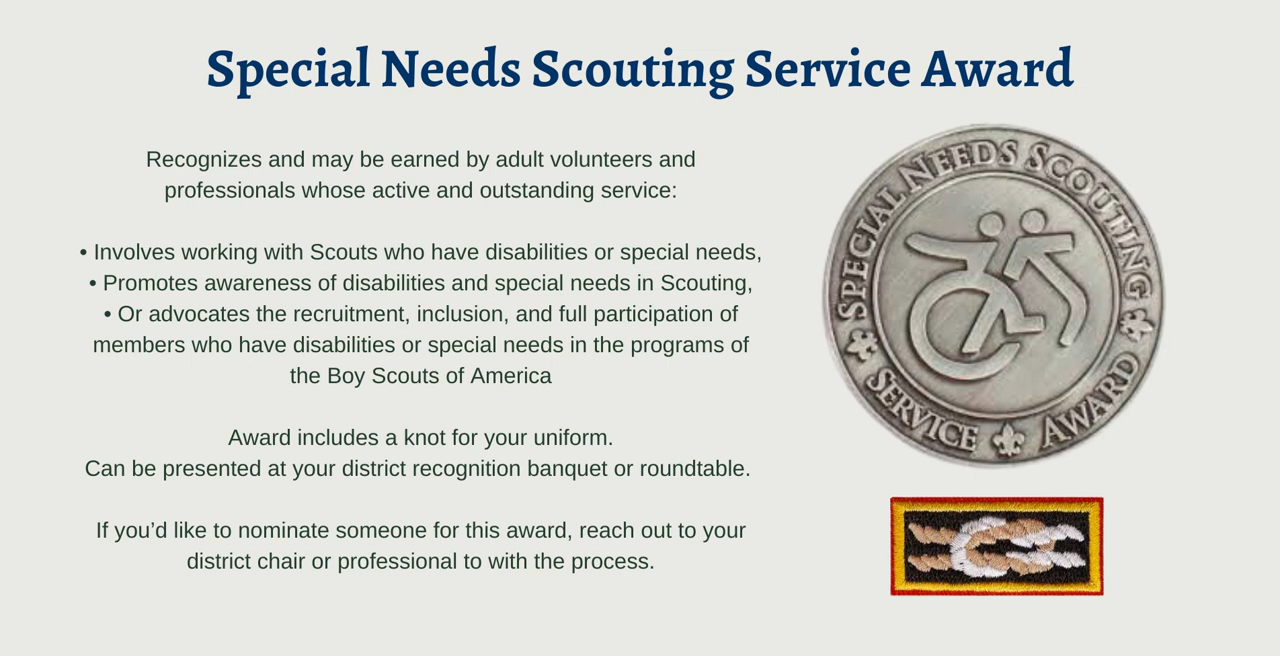 Special Needs Scouting Service Award
Recognizes and may be earned by adult volunteers and
professionals whose active and outstanding service:
• Involves working with Scouts who have disabilities or special needs,
• Promotes awareness of disabilities and special needs in Scouting,
• Or advocates the recruitment, inclusion, and full participation of
members who have disabilities or special needs in the programs of
the Boy Scouts of America
Award includes a knot for your uniform.
Can be presented at your district recognition banquet or roundtable.
If you’d like to nominate someone for this award, reach out to your
district chair or professional to with the process.
SPECIAL NEEDS SCOUTING
SERVICE AWARD